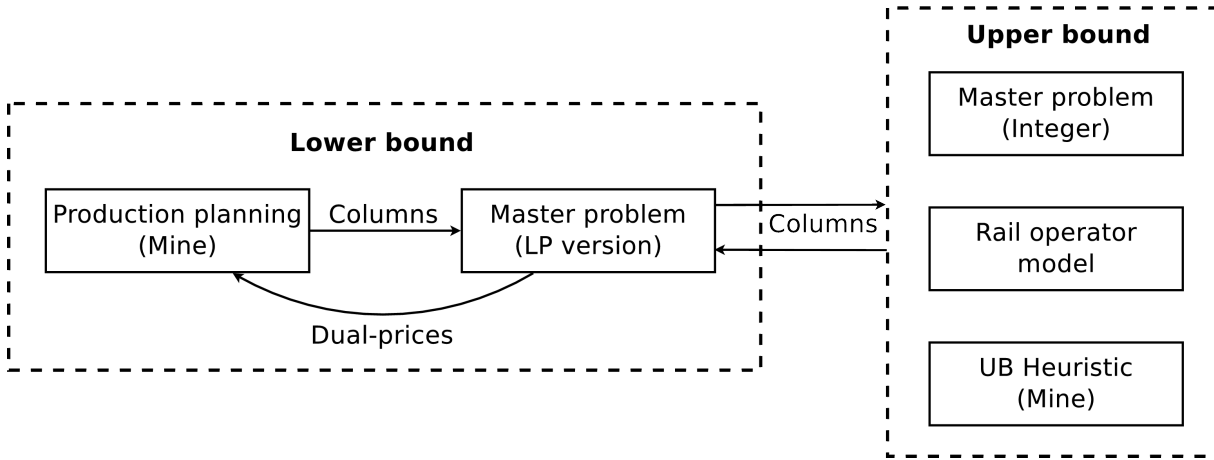 Lower bound
Production planning
(Mine)
Columns
Master problem
(LP version)
Dual-prices
Columns
Upper bound
Master problem
(Integer)
Rail operator
model
UB Heuristic
(Mine)